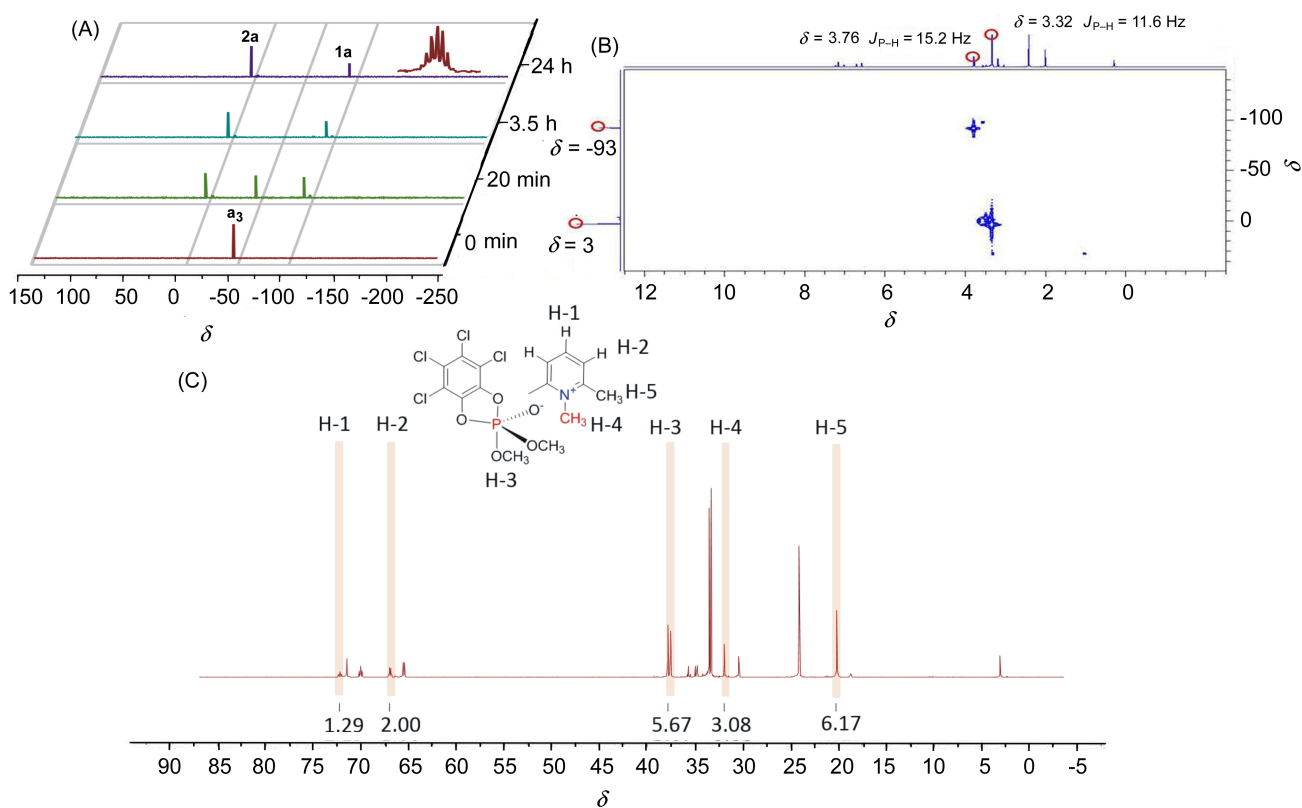 (A)
2a
1a
24 h
3.5 h
20 min
a3
0 min
150 100 50 0 -50 -100 -150 -200 -250
δ
(B)
δ = 3.76 JP–H = 15.2 Hz
δ = 3.32 JP–H = 11.6 Hz
δ = -93
δ = 3
-100
-50
0
δ
12 10 8 6 4 2 0
δ
(C)
H-1
H
H H H-2
Cl
Cl Cl
Cl
O O P O-
N+
CH3 H-5
CH3 H-4
OCH3
OCH3
H-3
H-1 H-2 H-3 H-4 H-5
1.29 2.00 5.67 3.08 6.17
90 85 80 75 70 65 60 55 50 45 40 35 30 25 20 15 10 5 0 -5
δ